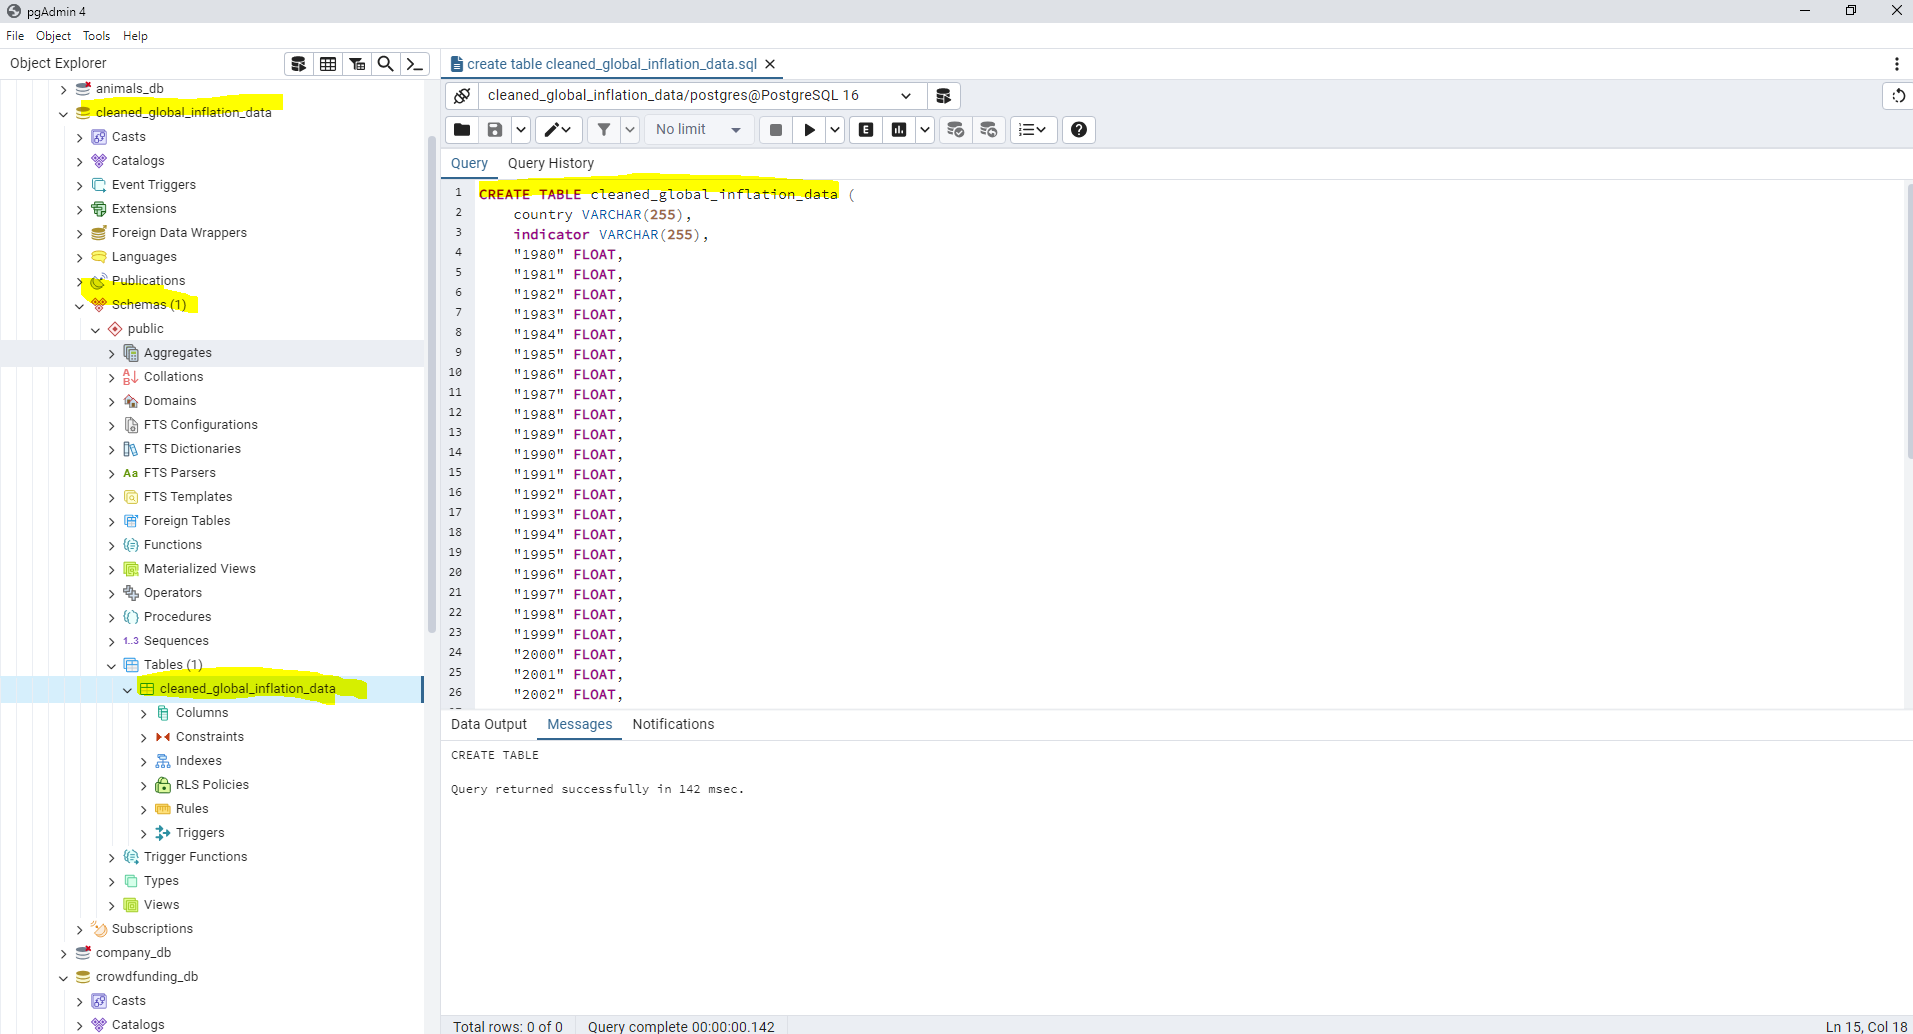 pgAdmin 4
File Object Tools Help
Object Explorer
animals_db
cleaned_global_inflation_data
Casts
Catalogs
Event Triggers
Extensions
Foreign Data Wrappers
Languages
Publications
Schemas (1)
public
Aggregates
Collations
Domains
FTS Configurations
FTS Dictionaries
Aa FTS Parsers
FTS Templates
Foreign Tables
Functions
Materialized Views
Operators
Procedures
1..3 Sequences
Tables (1)
cleaned_global_inflation_data
Columns
Constraints
Indexes
RLS Policies
Rules
Triggers
Trigger Functions
Types
Views
Subscriptions
company_db
crowdfunding_db
Casts
Catalogs
create table cleaned_global_inflation_data.sql
cleaned_global_inflation_data/postgres@PostgreSQL 16
No limit E
Query Query History
1 CREATE TABLE cleaned_global_inflation_data (
2 country VARCHAR(255),
3 indicator VARCHAR(255),
4 "1980" FLOAT,
5 "1981" FLOAT,
6 "1982" FLOAT,
7 "1983" FLOAT,
8 "1984" FLOAT,
9 "1985" FLOAT,
10 "1986" FLOAT,
11 "1987" FLOAT,
12 "1988" FLOAT,
13 "1989" FLOAT,
14 "1990" FLOAT,
15 "1991" FLOAT,
16 "1992" FLOAT,
17 "1993" FLOAT,
18 "1994" FLOAT,
19 "1995" FLOAT,
20 "1996" FLOAT,
21 "1997" FLOAT,
22 "1998" FLOAT,
23 "1999" FLOAT,
24 "2000" FLOAT,
25 "2001" FLOAT,
26 "2002" FLOAT,
Data Output Messages Notifications
CREATE TABLE
Query returned successfully in 142 msec.
Total rows: 0 of 0 Query complete 00:00:00.142 Ln 15, Col 18